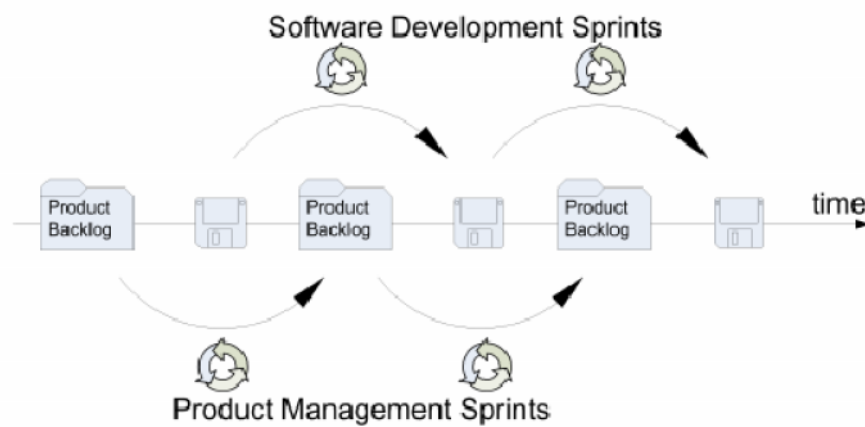 Software Development Sprints
Product
Backlog
Product
Backlog
Product
Backlog
time
Product Management Sprints